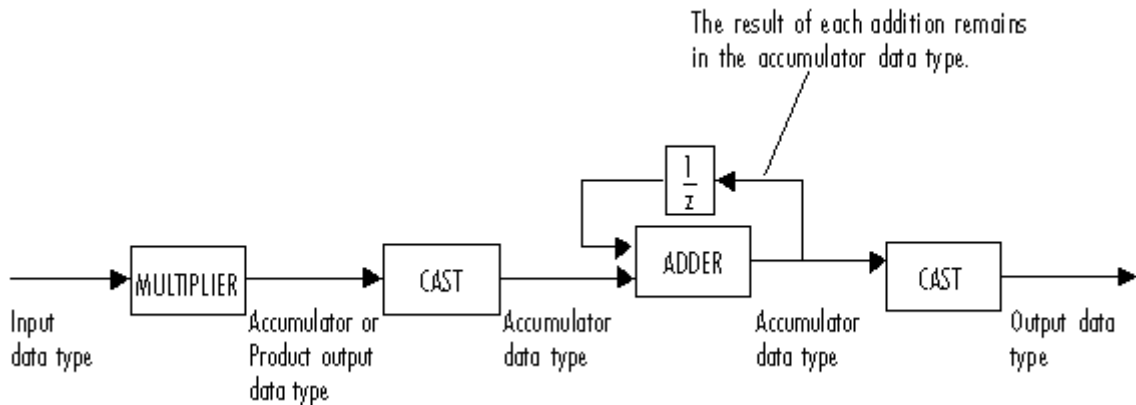 The result of each addition remains
in the accumulator data type.
1
z
MULTIPLIER
CAST
ADDER
CAST
Input
data type
Accumulator or
Product output
data type
Accumulator
data type
Accumulator
data type
Output data
type